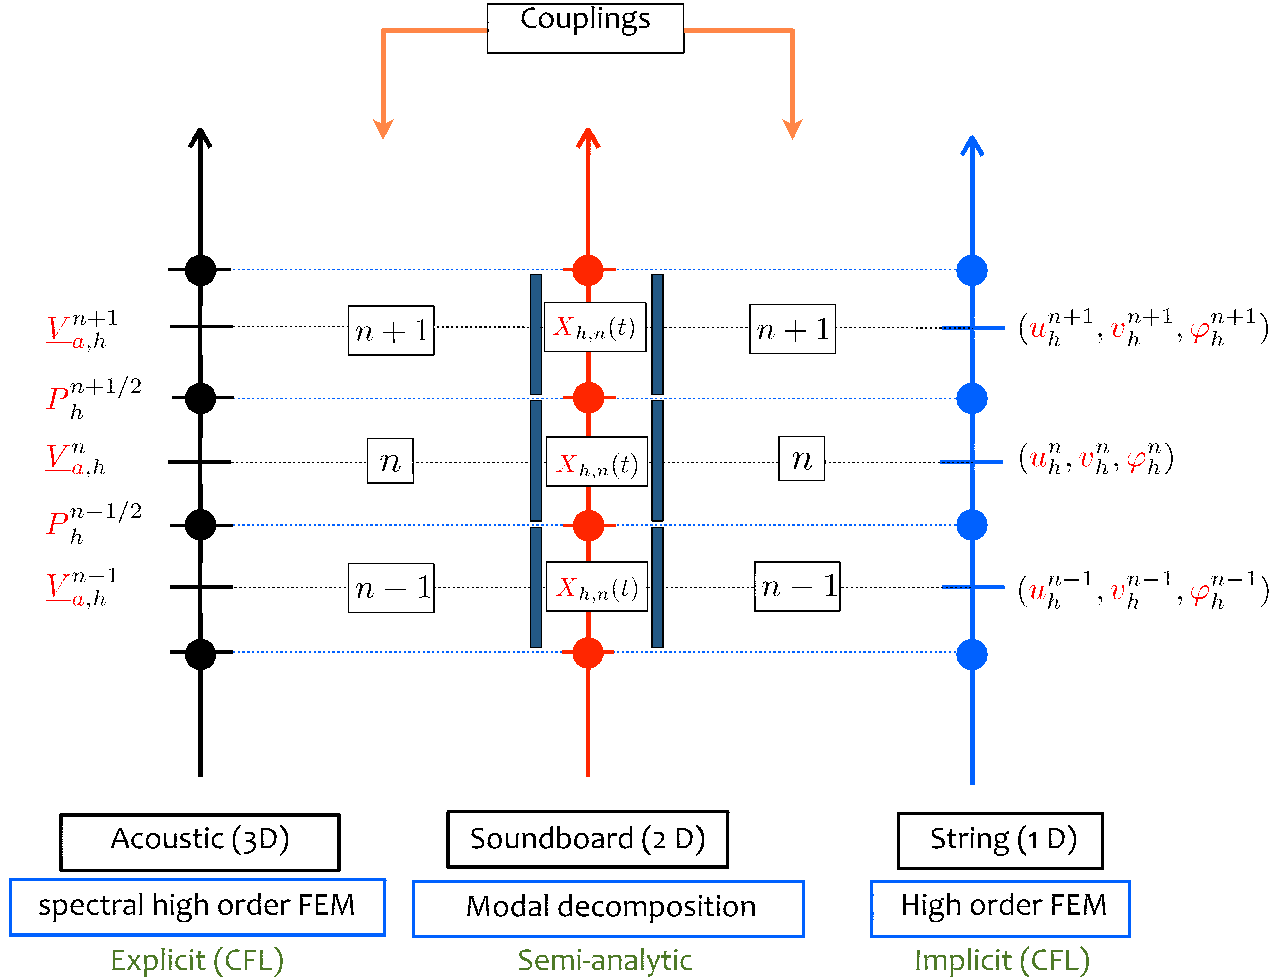 Couplings
V_{a,h}^{n+1} n + 1 X_{h,n}(t) n + 1 (u_h^{n+1}, v_h^{n+1}, φ_h^{n+1})
P_h^{n+1/2}
V_{a,h}^{n} n X_{h,n}(t) n (u_h^n, v_h^n, φ_h^n)
P_h^{n-1/2}
V_{a,h}^{n-1} n − 1 X_{h,n}(t) n − 1 (u_h^{n-1}, v_h^{n-1}, φ_h^{n-1})
Acoustic (3D) Soundboard (2 D) String (1 D)
spectral high order FEM Modal decomposition High order FEM
Explicit (CFL) Semi-analytic Implicit (CFL)